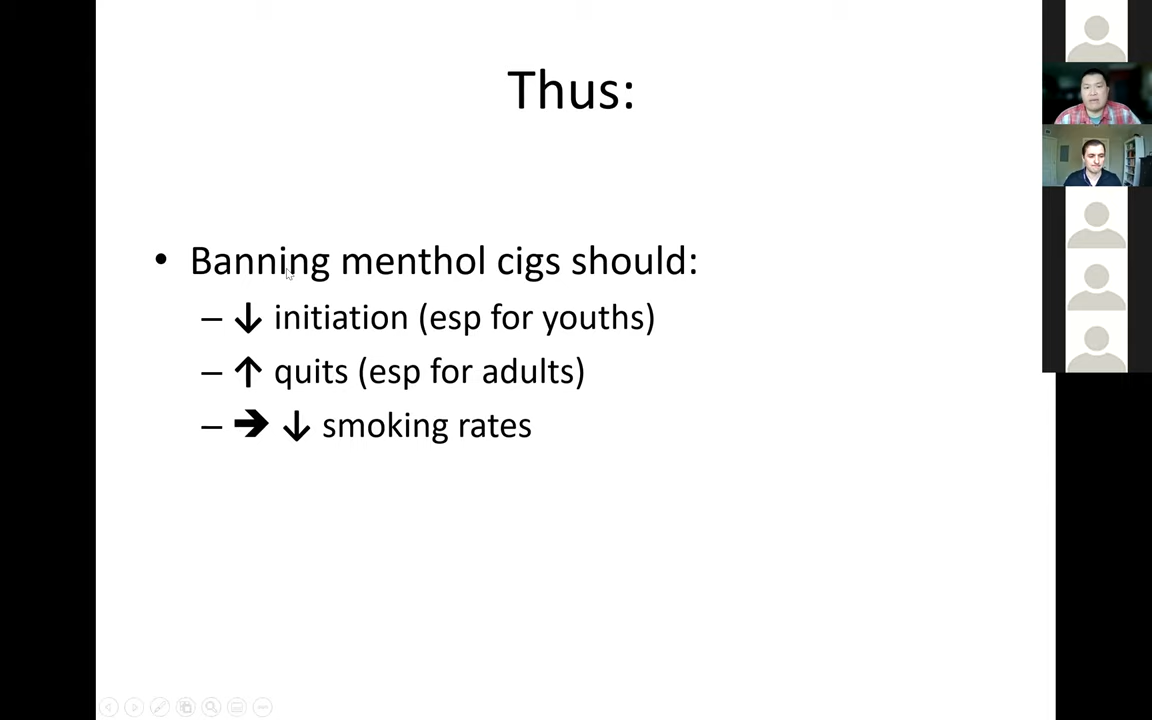 Thus:
• Banning menthol cigs should:
– ↓ initiation (esp for youths)
– ↑ quits (esp for adults)
– → ↓ smoking rates